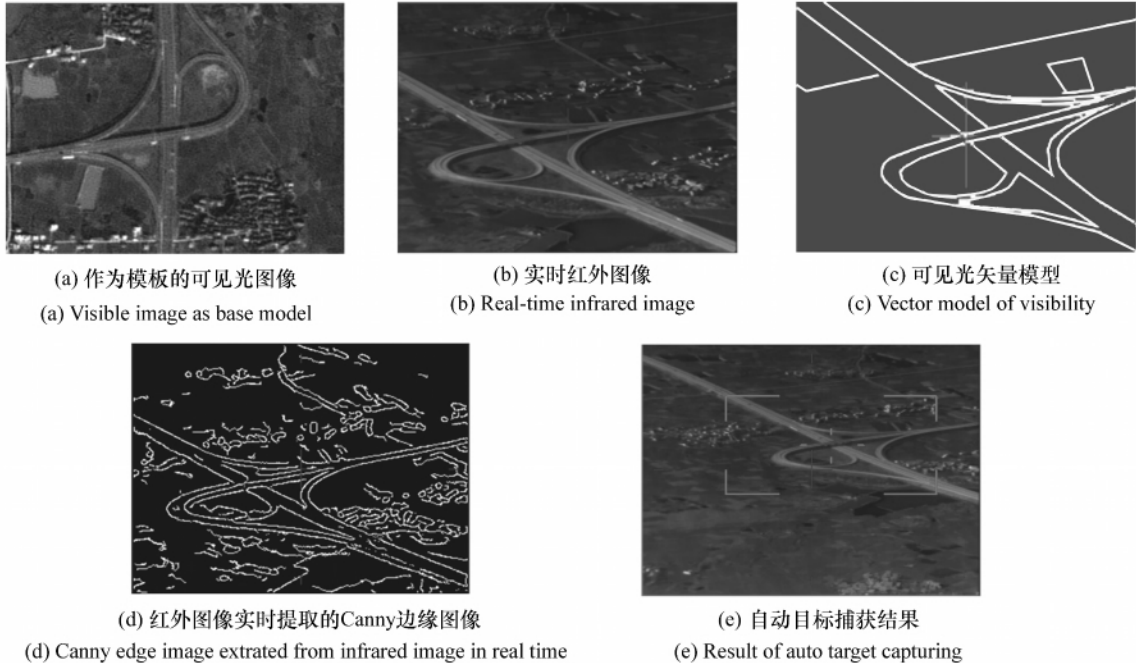 (a) 作为模板的可见光图像
(a) Visible image as base model
(b) 实时红外图像
(b) Real-time infrared image
(c) 可见光矢量模型
(c) Vector model of visibility
(d) 红外图像实时提取的Canny边缘图像
(d) Canny edge image extrated from infrared image in real time
(e) 自动目标捕获结果
(e) Result of auto target capturing